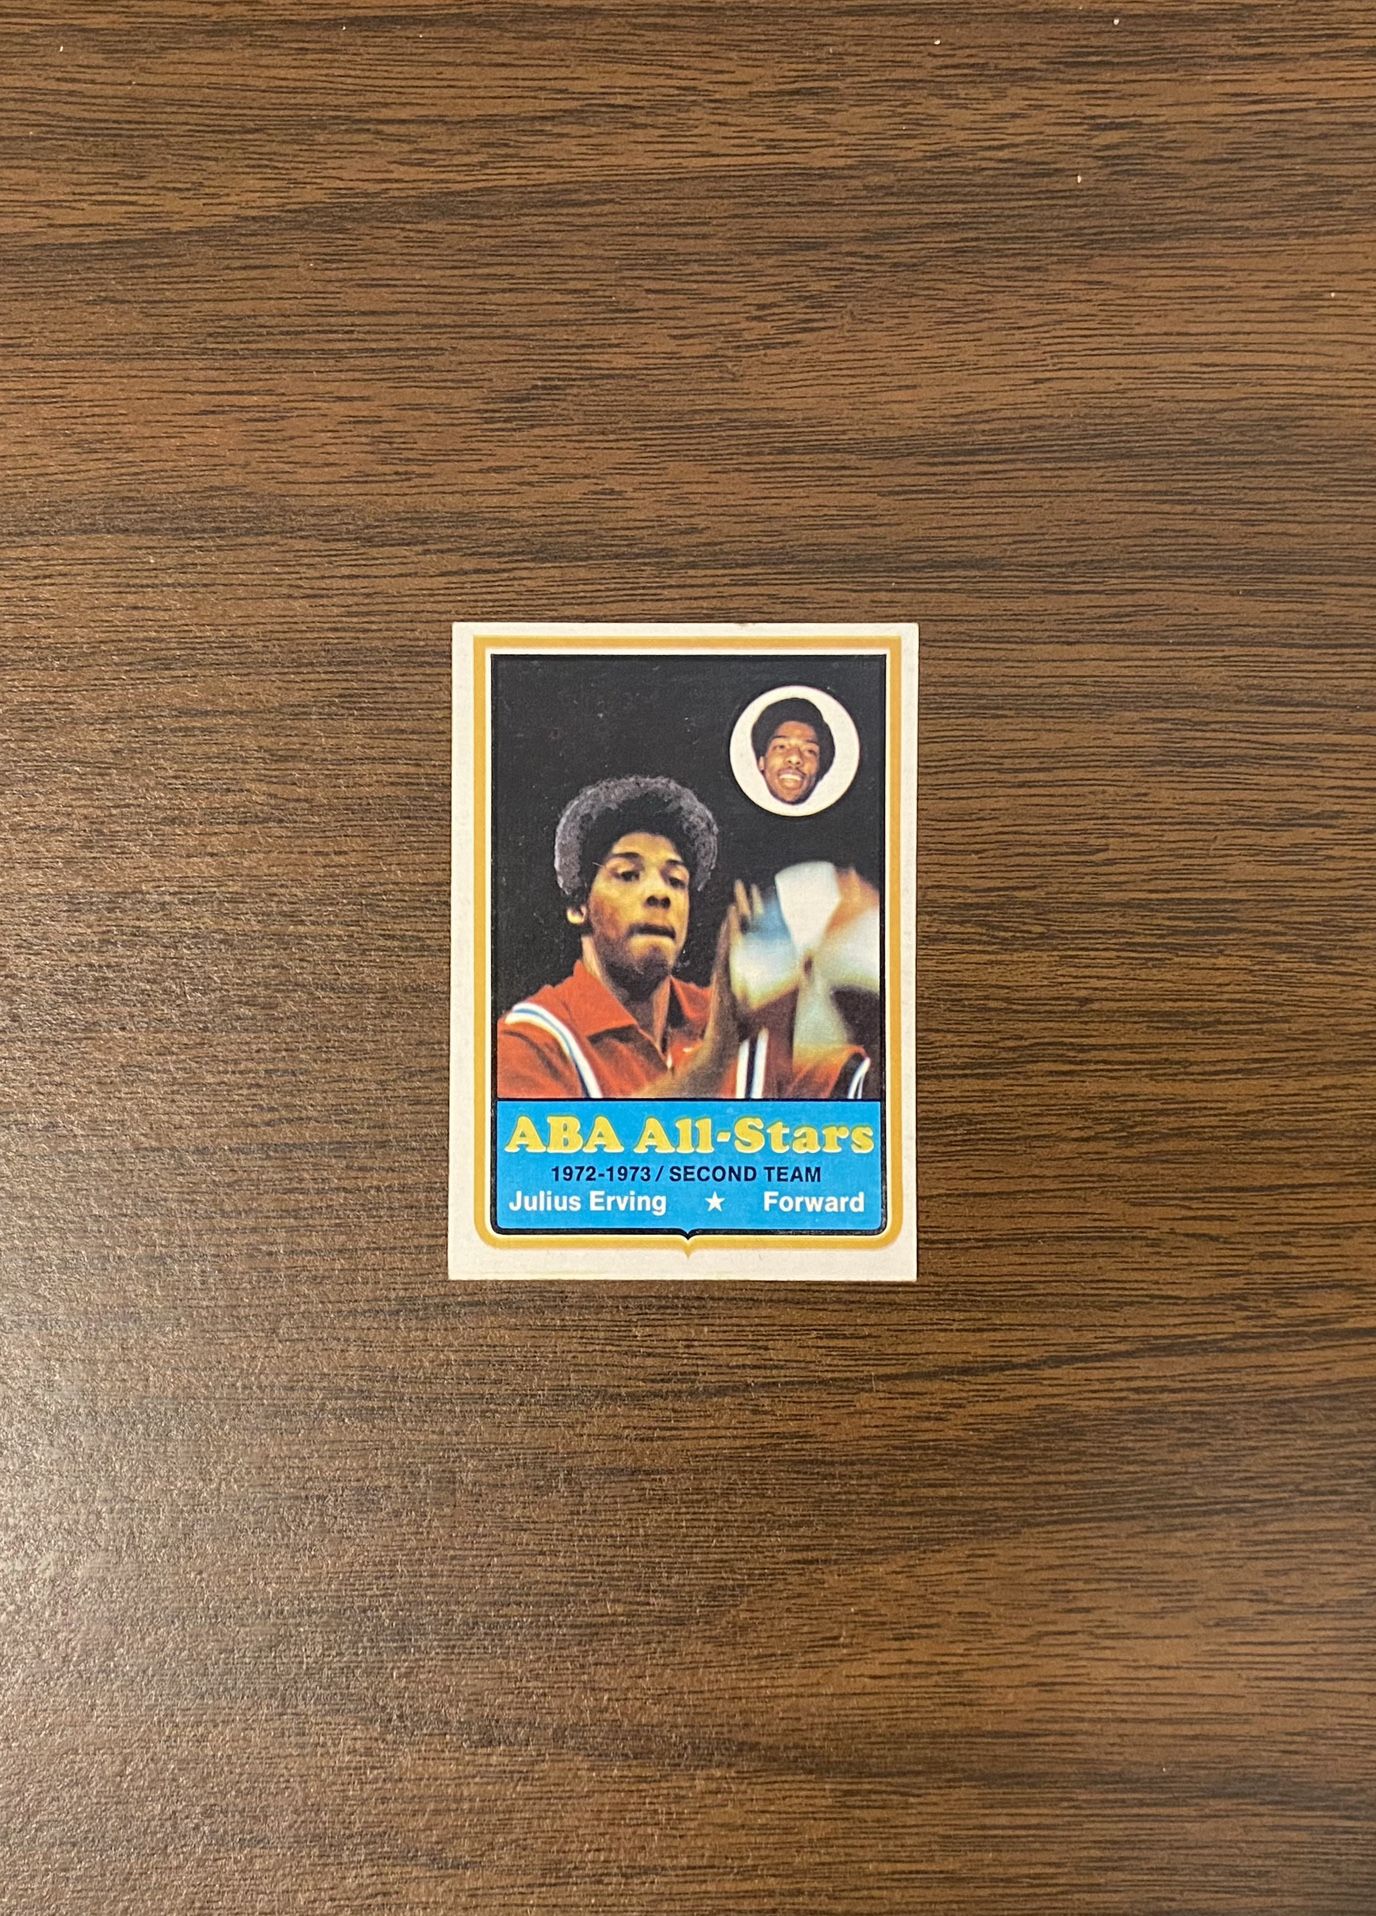 ABA All-Stars
1972-1973 / SECOND TEAM
Julius Erving ★ Forward